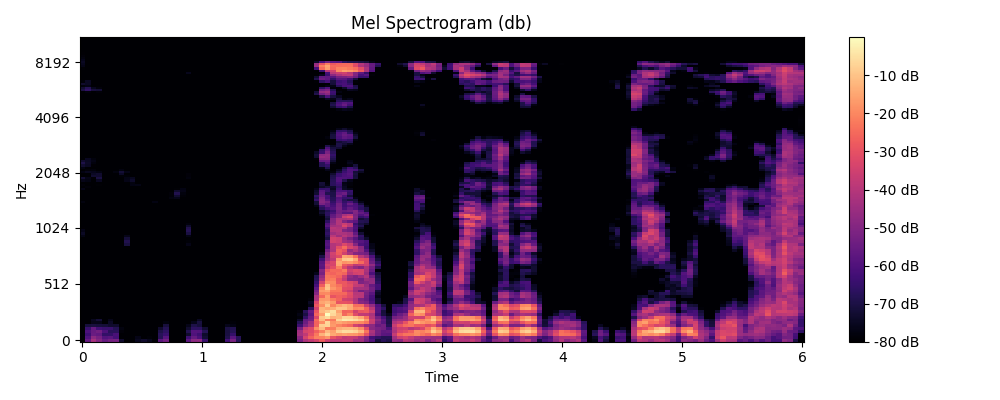 Mel Spectrogram (db)
Hz
8192
4096
2048
1024
512
0
0 1 2 3 4 5 6
Time
-10 dB
-20 dB
-30 dB
-40 dB
-50 dB
-60 dB
-70 dB
-80 dB